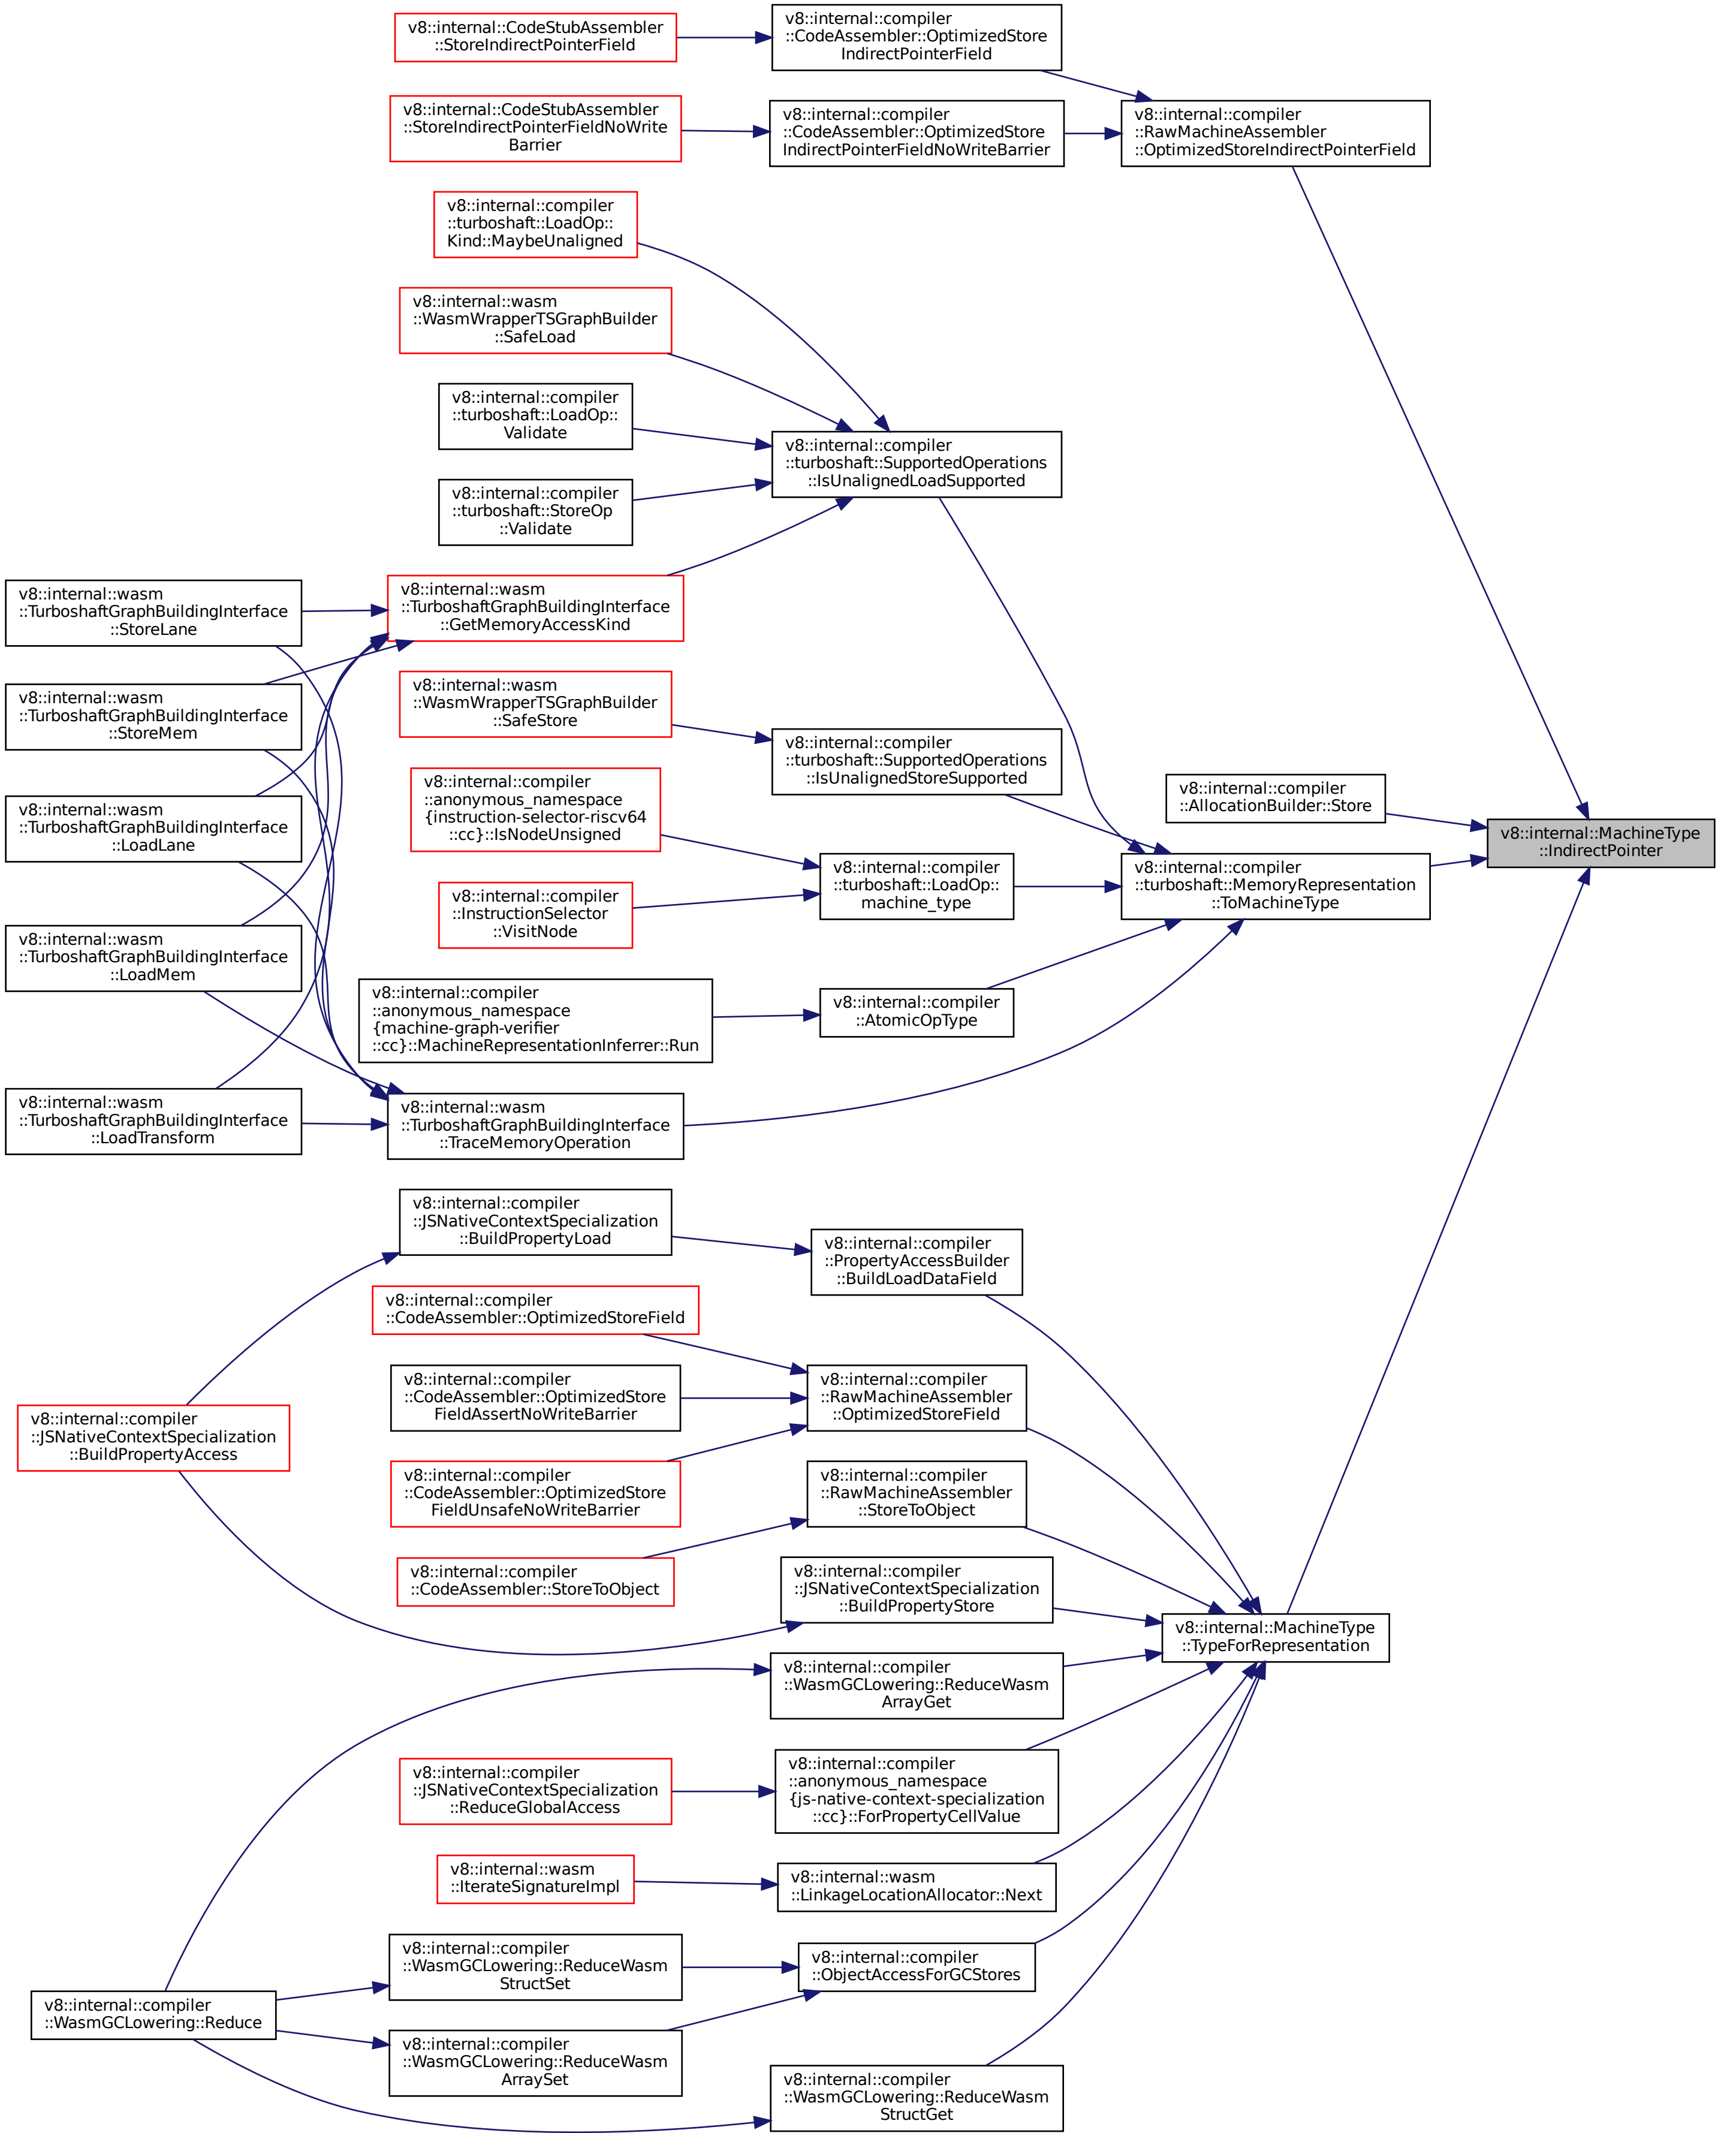 v8::internal::CodeStubAssembler
::StoreIndirectPointerField
v8::internal::compiler
::CodeAssembler::OptimizedStore
IndirectPointerField
v8::internal::CodeStubAssembler
::StoreIndirectPointerFieldNoWrite
Barrier
v8::internal::compiler
::CodeAssembler::OptimizedStore
IndirectPointerFieldNoWriteBarrier
v8::internal::compiler
::RawMachineAssembler
::OptimizedStoreIndirectPointerField
v8::internal::compiler
::turboshaft::LoadOp::
Kind::MaybeUnaligned
v8::internal::wasm
::WasmWrapperTSGraphBuilder
::SafeLoad
v8::internal::compiler
::turboshaft::LoadOp::
Validate
v8::internal::compiler
::turboshaft::SupportedOperations
::IsUnalignedLoadSupported
v8::internal::compiler
::turboshaft::StoreOp
::Validate
v8::internal::wasm
::TurboshaftGraphBuildingInterface
::StoreLane
v8::internal::wasm
::TurboshaftGraphBuildingInterface
::GetMemoryAccessKind
v8::internal::wasm
::TurboshaftGraphBuildingInterface
::StoreMem
v8::internal::wasm
::WasmWrapperTSGraphBuilder
::SafeStore
v8::internal::compiler
::turboshaft::SupportedOperations
::IsUnalignedStoreSupported
v8::internal::wasm
::TurboshaftGraphBuildingInterface
::LoadLane
v8::internal::compiler
::anonymous_namespace
{instruction-selector-riscv64
::cc}::IsNodeUnsigned
v8::internal::compiler
::AllocationBuilder::Store
v8::internal::MachineType
::IndirectPointer
v8::internal::compiler
::turboshaft::LoadOp::
machine_type
v8::internal::compiler
::turboshaft::MemoryRepresentation
::ToMachineType
v8::internal::compiler
::InstructionSelector
::VisitNode
v8::internal::wasm
::TurboshaftGraphBuildingInterface
::LoadMem
v8::internal::compiler
::anonymous_namespace
{machine-graph-verifier
::cc}::MachineRepresentationInferrer::Run
v8::internal::compiler
::AtomicOpType
v8::internal::wasm
::TurboshaftGraphBuildingInterface
::LoadTransform
v8::internal::wasm
::TurboshaftGraphBuildingInterface
::TraceMemoryOperation
v8::internal::compiler
::JSNativeContextSpecialization
::BuildPropertyLoad
v8::internal::compiler
::PropertyAccessBuilder
::BuildLoadDataField
v8::internal::compiler
::CodeAssembler::OptimizedStoreField
v8::internal::compiler
::CodeAssembler::OptimizedStore
FieldAssertNoWriteBarrier
v8::internal::compiler
::RawMachineAssembler
::OptimizedStoreField
v8::internal::compiler
::JSNativeContextSpecialization
::BuildPropertyAccess
v8::internal::compiler
::CodeAssembler::OptimizedStore
FieldUnsafeNoWriteBarrier
v8::internal::compiler
::RawMachineAssembler
::StoreToObject
v8::internal::compiler
::CodeAssembler::StoreToObject
v8::internal::compiler
::JSNativeContextSpecialization
::BuildPropertyStore
v8::internal::MachineType
::TypeForRepresentation
v8::internal::compiler
::WasmGCLowering::ReduceWasm
ArrayGet
v8::internal::compiler
::JSNativeContextSpecialization
::ReduceGlobalAccess
v8::internal::compiler
::anonymous_namespace
{js-native-context-specialization
::cc}::ForPropertyCellValue
v8::internal::wasm
::IterateSignatureImpl
v8::internal::wasm
::LinkageLocationAllocator::Next
v8::internal::compiler
::WasmGCLowering::ReduceWasm
StructSet
v8::internal::compiler
::ObjectAccessForGCStores
v8::internal::compiler
::WasmGCLowering::Reduce
v8::internal::compiler
::WasmGCLowering::ReduceWasm
ArraySet
v8::internal::compiler
::WasmGCLowering::ReduceWasm
StructGet